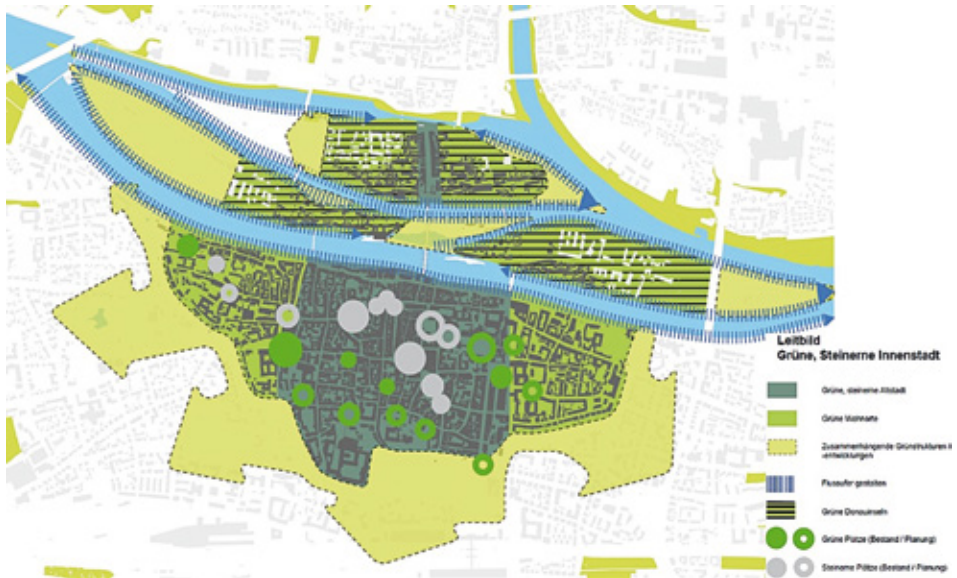 Leitbild
Grüne, Steinerne Innenstadt
Grüne, steinerne Altstadt
Grüne Wohnorte
Zusammenhängende Grünstrukturen
entwicklungen
Flussufer gestalten
Grüne Donauinseln
Grüne Plätze (Bestand / Planung)
Steinerne Plätze (Bestand / Planung)